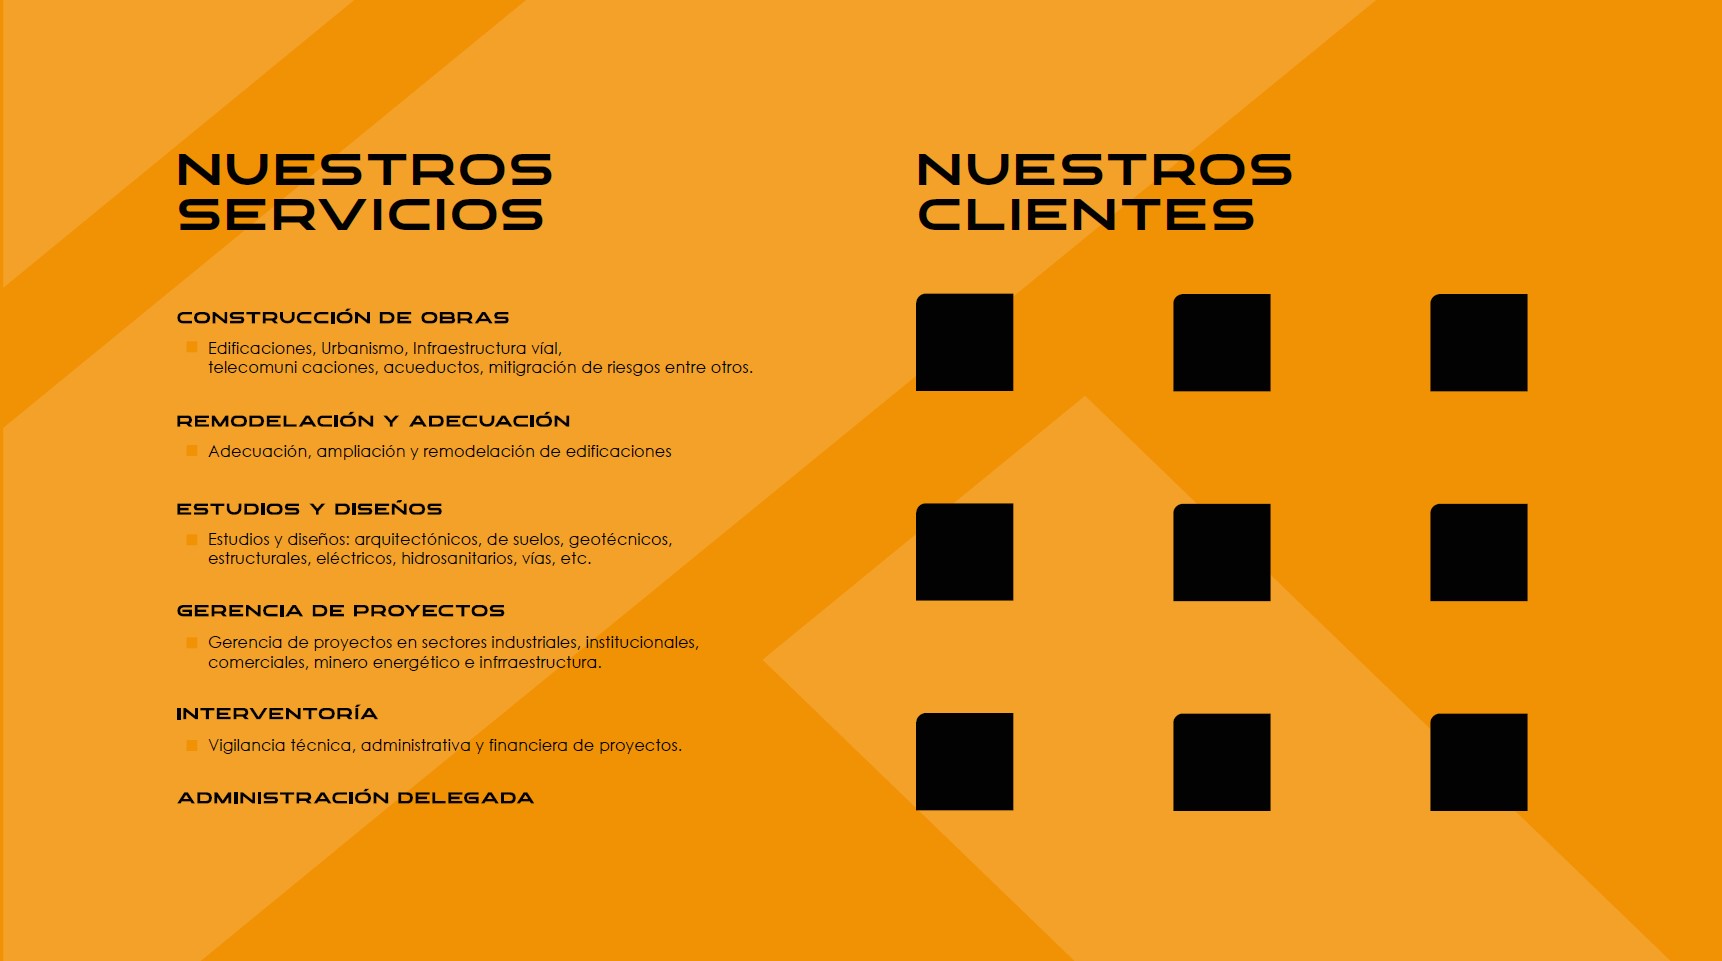 NUESTROS
SERVICIOS
CONSTRUCCIÓN DE OBRAS
Edificaciones, Urbanismo, Infraestructura víal,
telecomuni caciones, acueductos, mitigración de riesgos entre otros.
REMODELACIÓN Y ADECUACIÓN
Adecuación, ampliación y remodelación de edificaciones
ESTUDIOS Y DISEÑOS
Estudios y diseños: arquitectónicos, de suelos, geotécnicos,
estructurales, eléctricos, hidrosanitarios, vías, etc.
GERENCIA DE PROYECTOS
Gerencia de proyectos en sectores industriales, institucionales,
comerciales, minero energético e infrraestructura.
INTERVENTORÍA
Vigilancia técnica, administrativa y financiera de proyectos.
ADMINISTRACIÓN DELEGADA
NUESTROS
CLIENTES